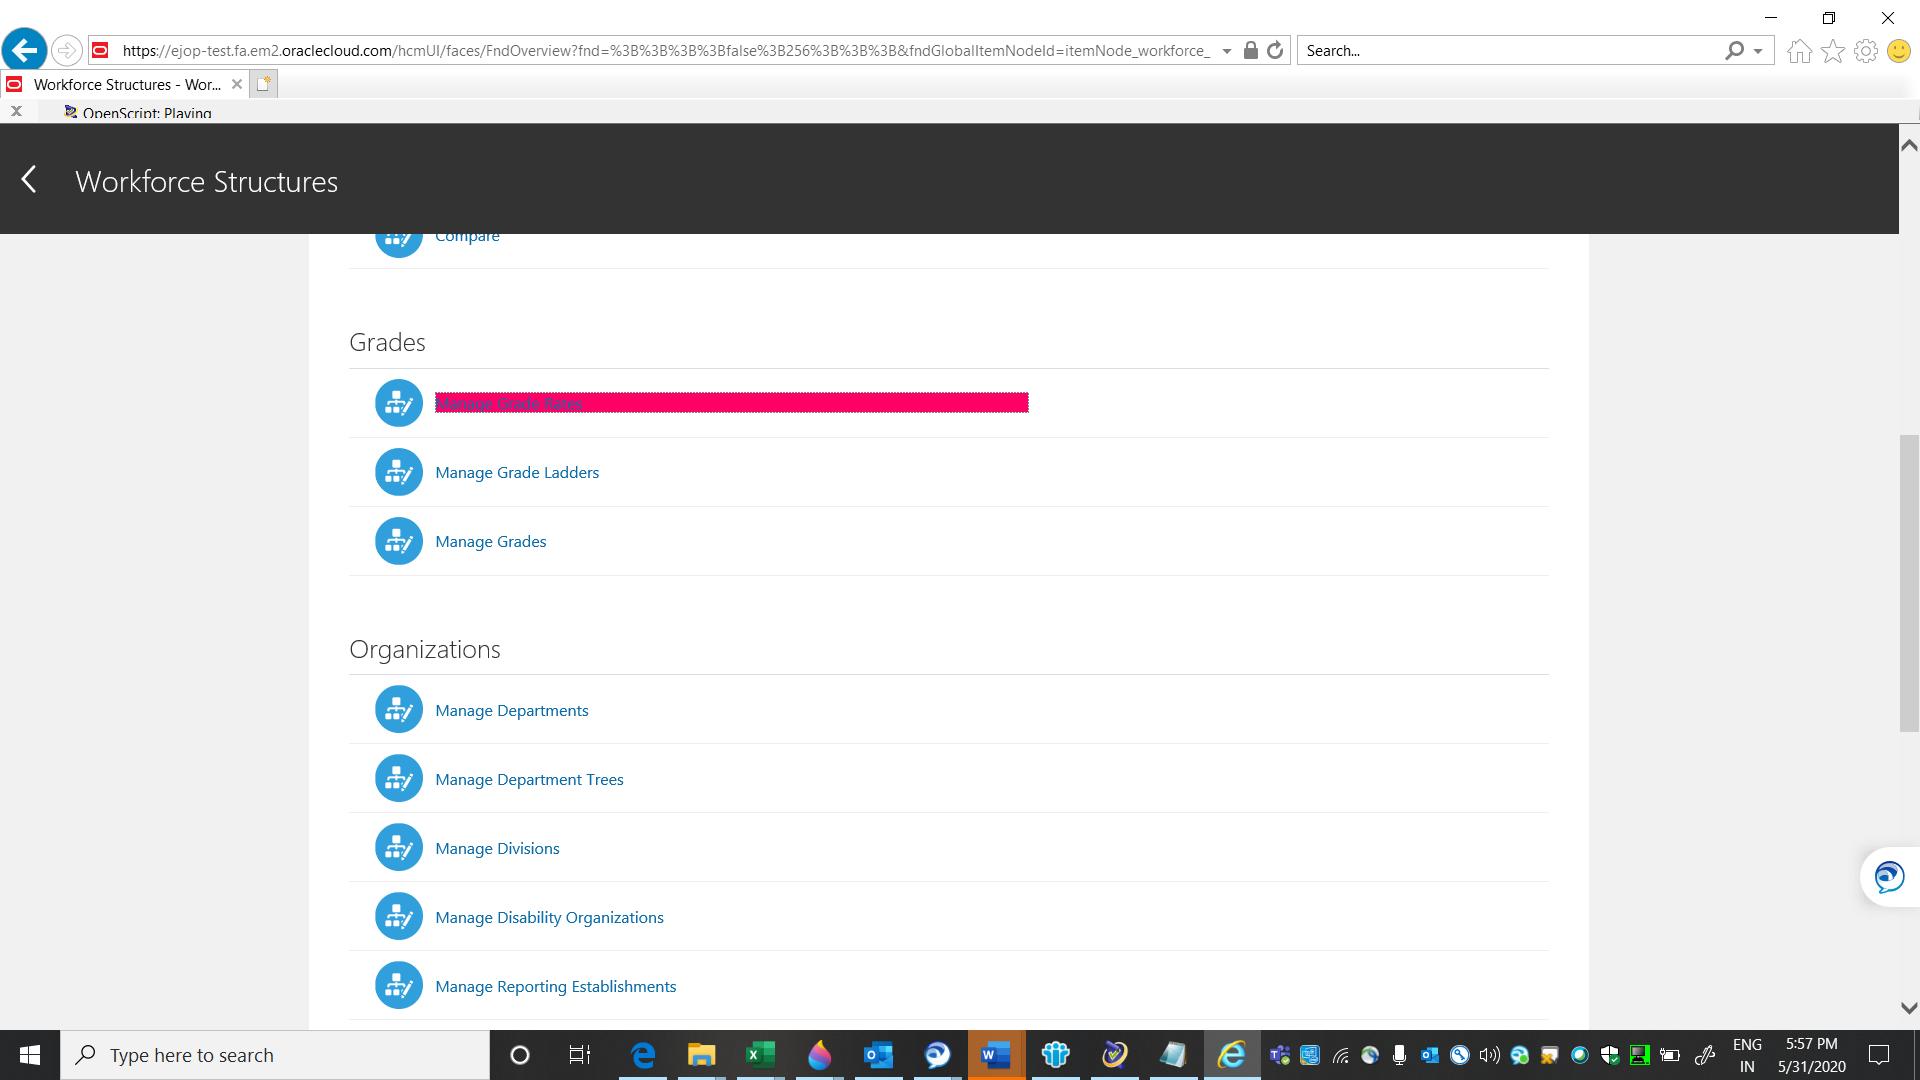 https://ejop-test.fa.em2.oraclecloud.com/hcmUI/faces/FndOverview?fnd=%3B%3B%3B%3Bfalse%3B256%3B%3B%3B&fndGlobalItemNodeId=itemNode_workforce_
Search...
Workforce Structures - Wor...
OpenScript: Playing
Workforce Structures
Compare
Grades
Manage Grade Rates
Manage Grade Ladders
Manage Grades
Organizations
Manage Departments
Manage Department Trees
Manage Divisions
Manage Disability Organizations
Manage Reporting Establishments
Type here to search
ENG
IN
5:57 PM
5/31/2020